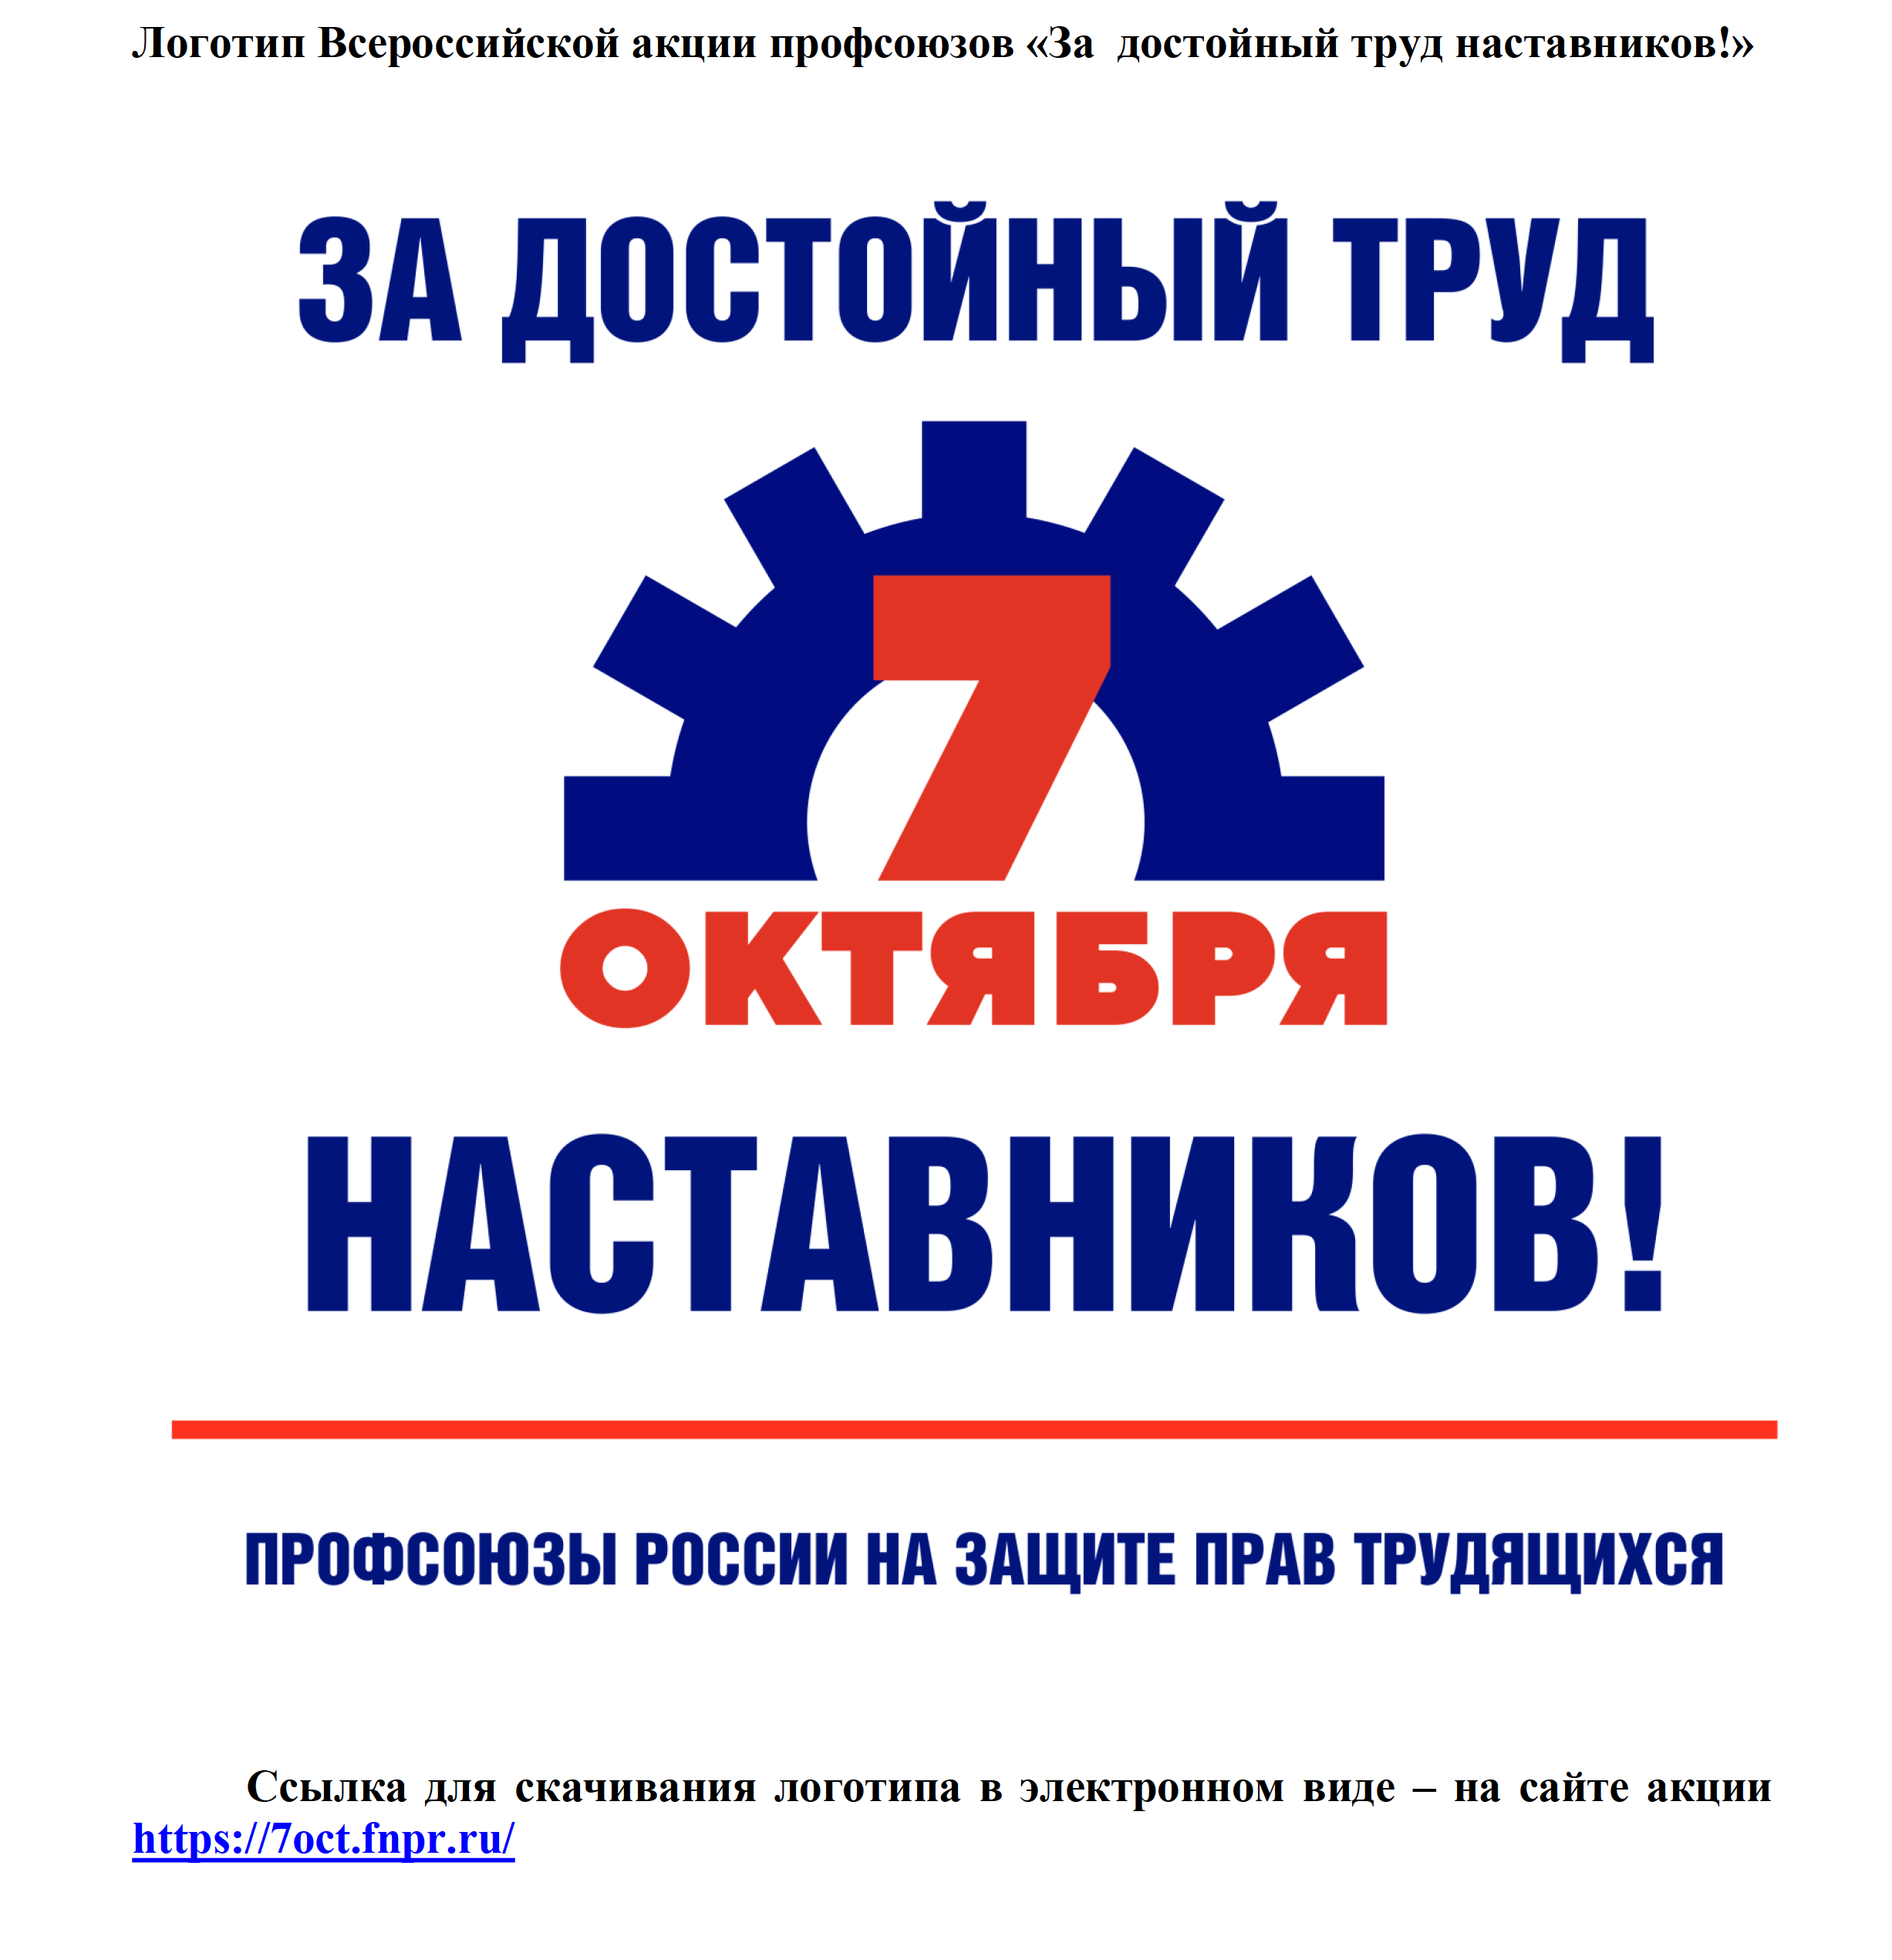 Логотип Всероссийской акции профсоюзов «За  достойный труд наставников!»
ЗА ДОСТОЙНЫЙ ТРУД
7
ОКТЯБРЯ
НАСТАВНИКОВ!
ПРОФСОЮЗЫ РОССИИ НА ЗАЩИТЕ ПРАВ ТРУДЯЩИХСЯ
Ссылка для скачивания логотипа в электронном виде – на сайте акции
https://7oct.fnpr.ru/